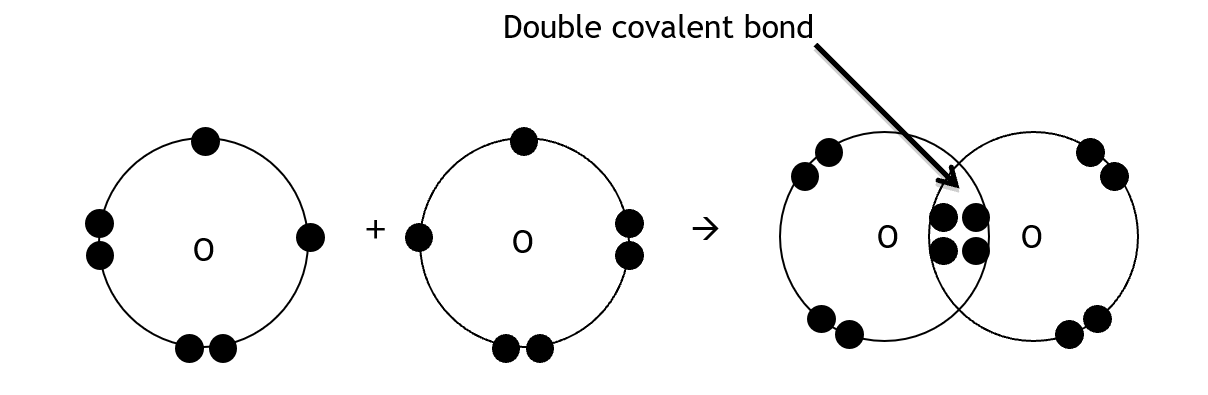 Double covalent bond
O + O → O O